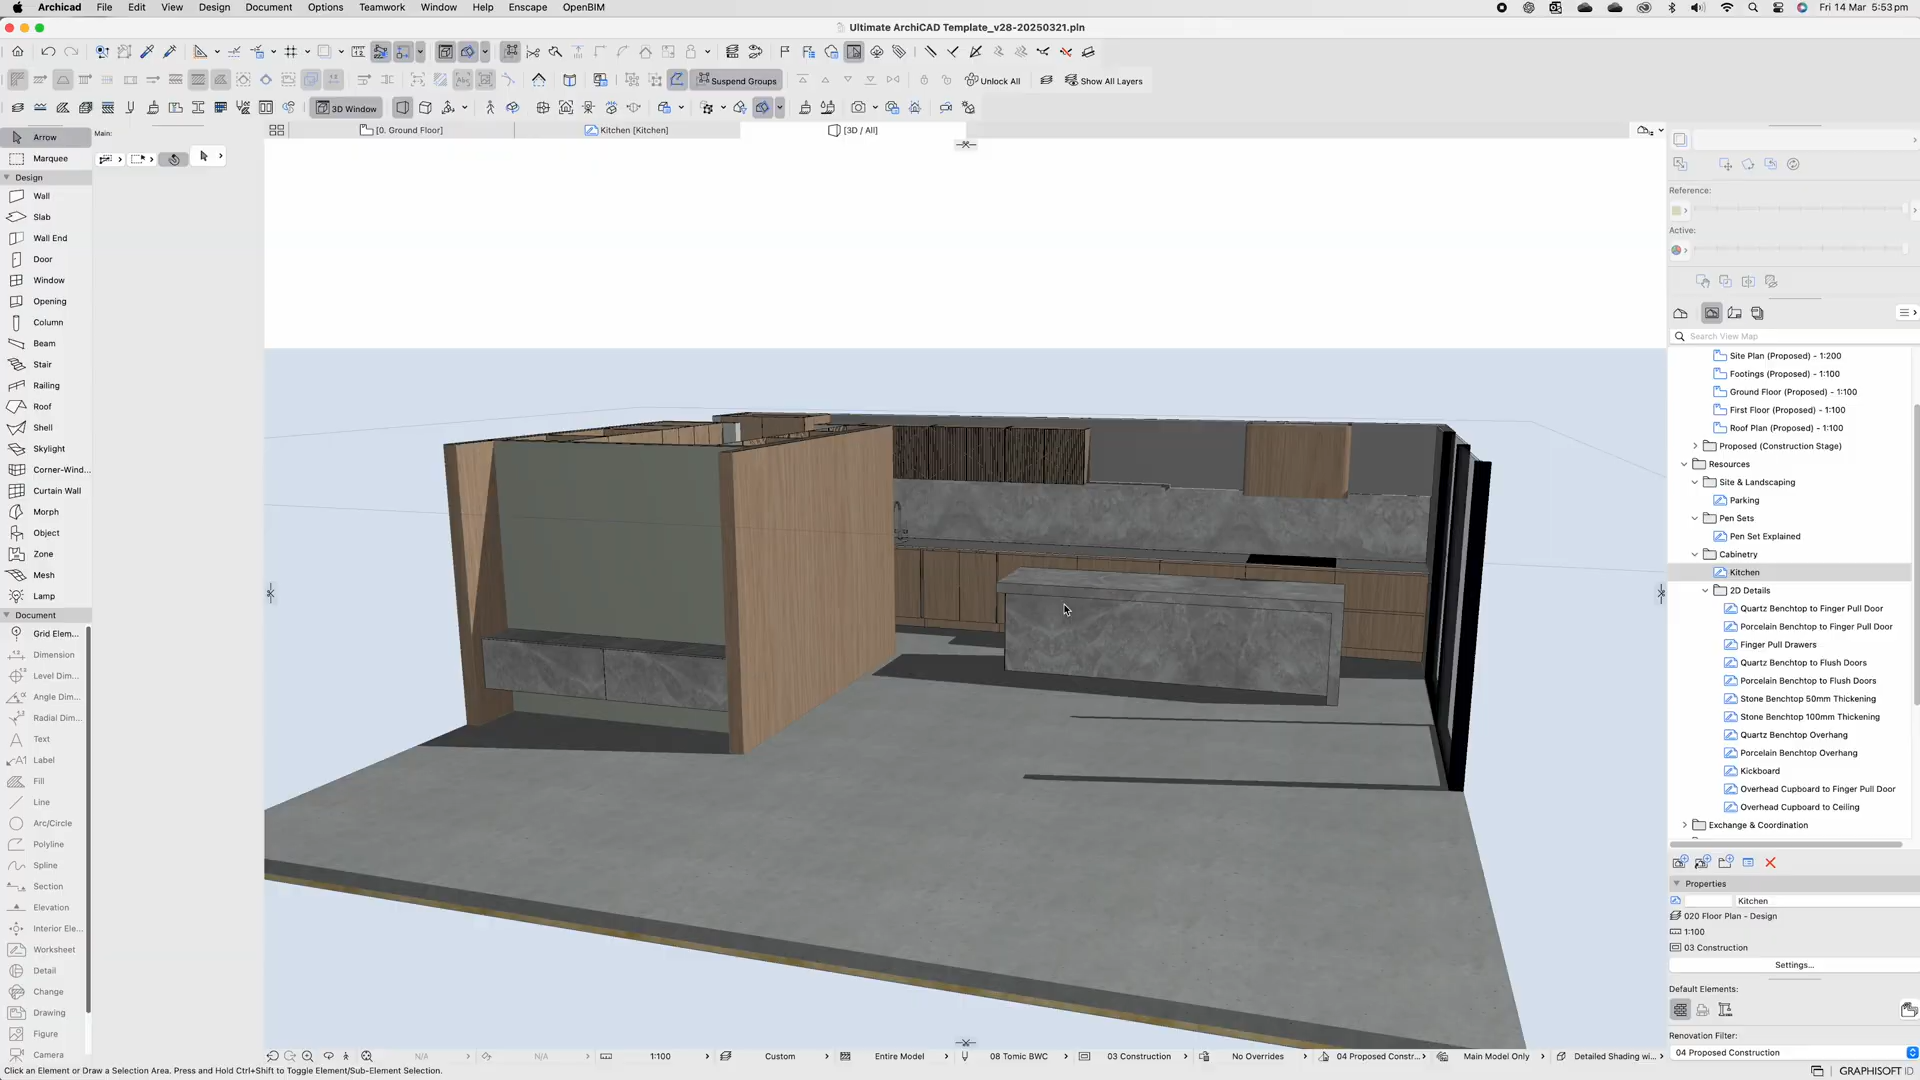 Archicad File Edit View Design Document Options Teamwork Window Help Enscape OpenBIM
Fri 14 Mar 5:53 pm
Ultimate ArchiCAD Template_v28-20250321.pln
Suspend Groups
Unlock All
Show All Layers
3D Window
[0. Ground Floor]
Kitchen [Kitchen]
[3D / All]
Main:
Arrow
Marquee
Design
Wall
Slab
Wall End
Door
Window
Opening
Column
Beam
Stair
Railing
Roof
Shell
Skylight
Corner-Wind...
Curtain Wall
Morph
Object
Zone
Mesh
Lamp
Document
Grid Elem...
Dimension
Level Dim...
Angle Dim...
Radial Dim...
Text
Label
Fill
Line
Arc/Circle
Polyline
Spline
Section
Elevation
Interior Ele...
Worksheet
Detail
Change
Drawing
Figure
Camera
Reference:
Active:
Search View Map
Site Plan (Proposed) - 1:200
Footings (Proposed) - 1:100
Ground Floor (Proposed) - 1:100
First Floor (Proposed) - 1:100
Roof Plan (Proposed) - 1:100
Proposed (Construction Stage)
Resources
Site & Landscaping
Parking
Pen Sets
Pen Set Explained
Cabinetry
Kitchen
2D Details
Quartz Benchtop to Finger Pull Door
Porcelain Benchtop to Finger Pull Door
Finger Pull Drawers
Quartz Benchtop to Flush Doors
Porcelain Benchtop to Flush Doors
Stone Benchtop 50mm Thickening
Stone Benchtop 100mm Thickening
Quartz Benchtop Overhang
Porcelain Benchtop Overhang
Kickboard
Overhead Cupboard to Finger Pull Door
Overhead Cupboard to Ceiling
Exchange & Coordination
Properties
Kitchen
020 Floor Plan - Design
1:100
03 Construction
Settings...
Default Elements:
Renovation Filter:
04 Proposed Construction
N/A
N/A
1:100
Custom
Entire Model
08 Tomic BWC
03 Construction
No Overrides
04 Proposed Constr...
Main Model Only
Detailed Shading wi...
Click an Element or Draw a Selection Area. Press and Hold Ctrl+Shift to Toggle Element/Sub-Element Selection.
GRAPHISOFT ID